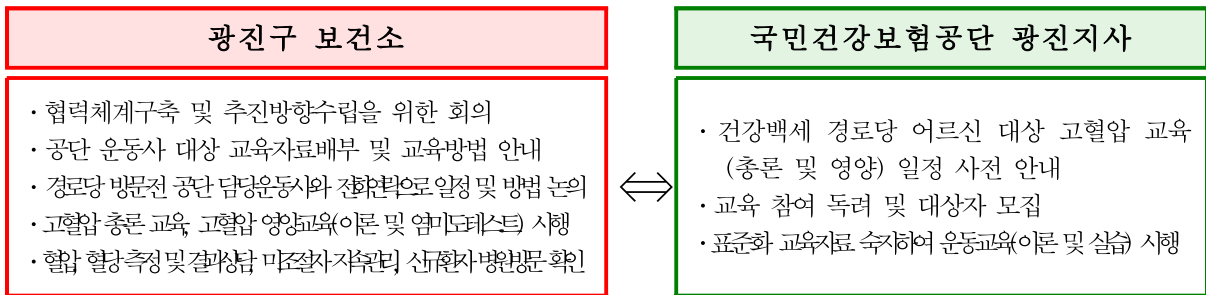 광진구 보건소
· 협력체계구축 및 추진방향수립을 위한 회의
· 공단 운동사 대상 교육자료배부 및 교육방법 안내
· 경로당 방문전 공단 담당운동사와 전화연락으로 일정 및 방법 논의
· 고혈압 총론 교육, 고혈압 영양교육(이론 및 염미도테스트) 시행
· 혈압, 혈당 측정 및 결과상담, 미조절자 지속관리, 신규환자 병원방문 확인
⇔
국민건강보험공단 광진지사
· 건강백세 경로당 어르신 대상 고혈압 교육
(총론 및 영양) 일정 사전 안내
· 교육 참여 독려 및 대상자 모집
· 표준화 교육자료 숙지하여 운동교육(이론 및 실습) 시행